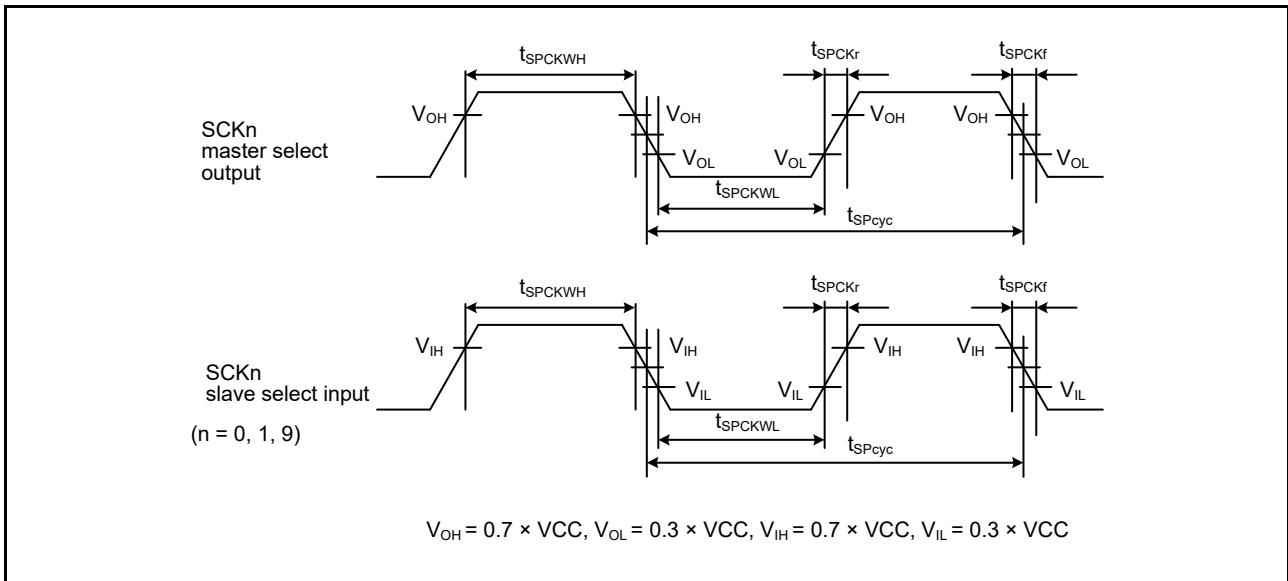 tSPCKWH tSPCKr tSPCKf
VOH VOH VOH VOH
SCKn
master select
output
VOL VOL VOL
tSPCKWL
tSPcyc
tSPCKWH tSPCKr tSPCKf
VIH VIH VIH VIH
SCKn
slave select input
VIL VIL VIL
(n = 0, 1, 9)
tSPCKWL
tSPcyc
VOH = 0.7 × VCC, VOL = 0.3 × VCC, VIH = 0.7 × VCC, VIL = 0.3 × VCC